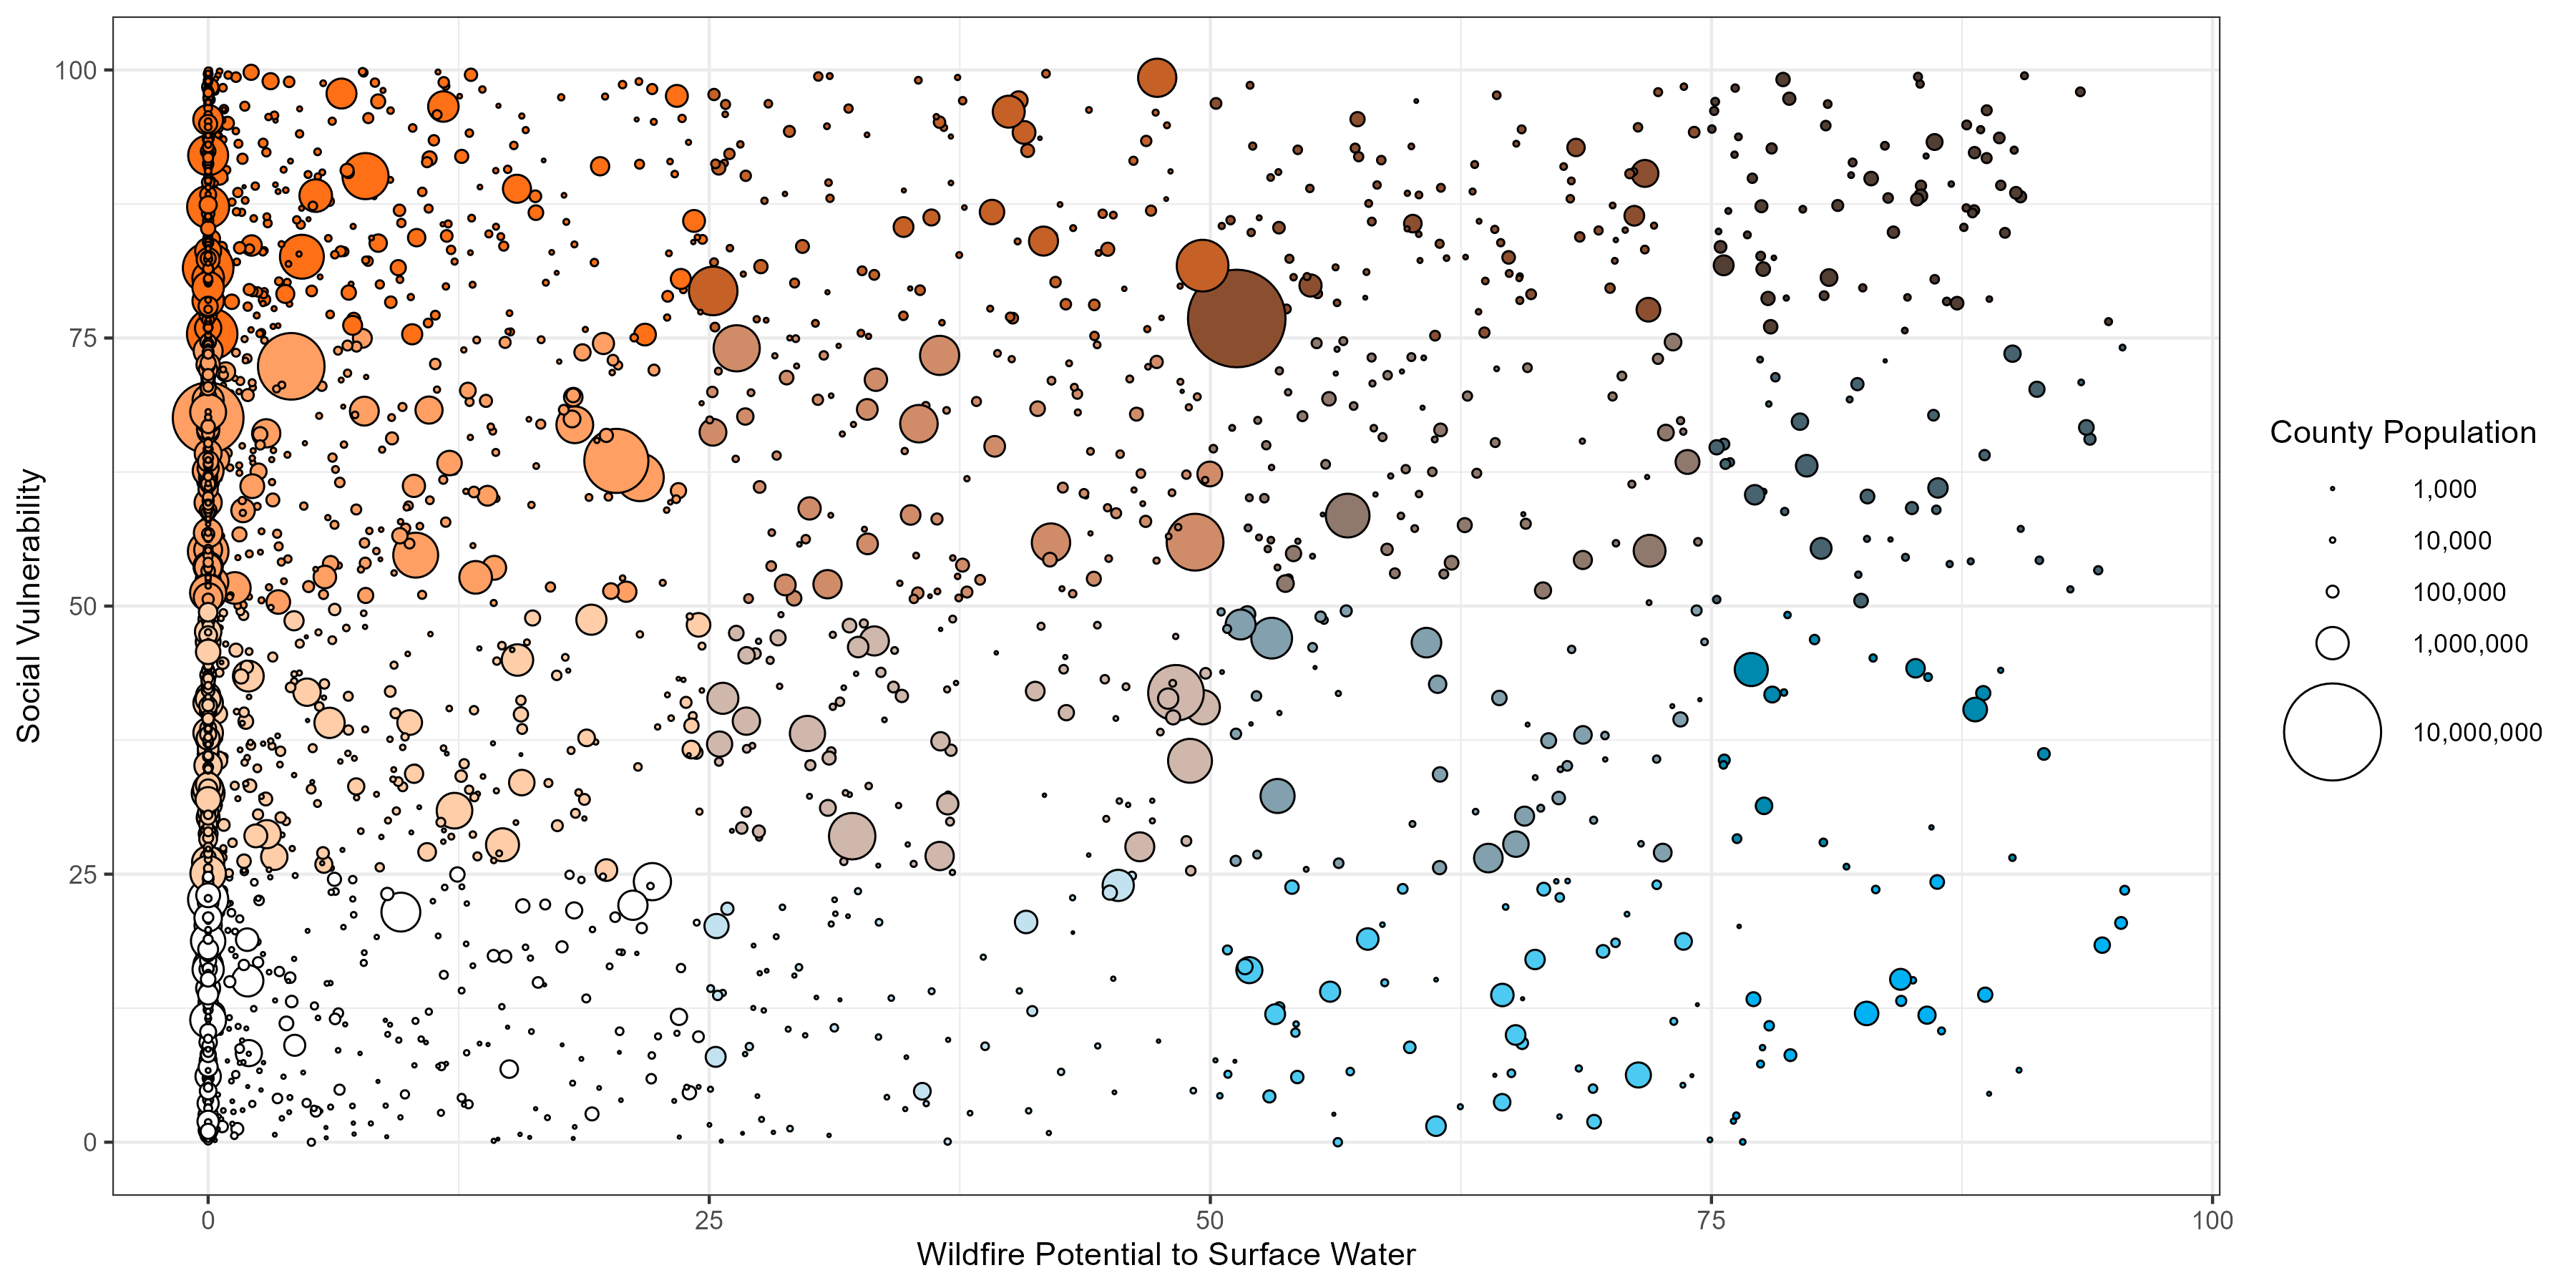 Social Vulnerability
100
75
50
25
0
0 25 50 75 100
Wildfire Potential to Surface Water
County Population
1,000
10,000
100,000
1,000,000
10,000,000